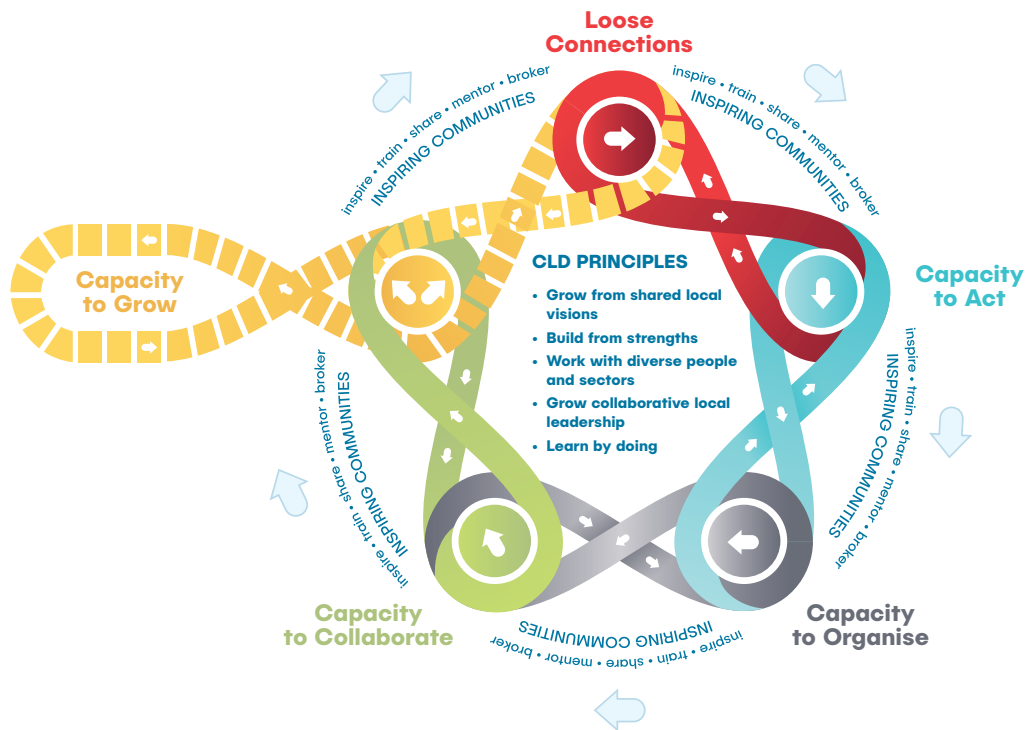 Loose
Connections
inspire • train • share • mentor • broker
INSPIRING COMMUNITIES
inspire • train • share • mentor • broker
INSPIRING COMMUNITIES
Capacity
to Grow
CLD PRINCIPLES
• Grow from shared local
visions
• Build from strengths
• Work with diverse people
and sectors
• Grow collaborative local
leadership
• Learn by doing
Capacity
to Act
inspire • train • share • mentor • broker
INSPIRING COMMUNITIES
inspire • train • share • mentor • broker
INSPIRING COMMUNITIES
Capacity
to Collaborate
Capacity
to Organise
INSPIRING COMMUNITIES
inspire • train • share • mentor • broker